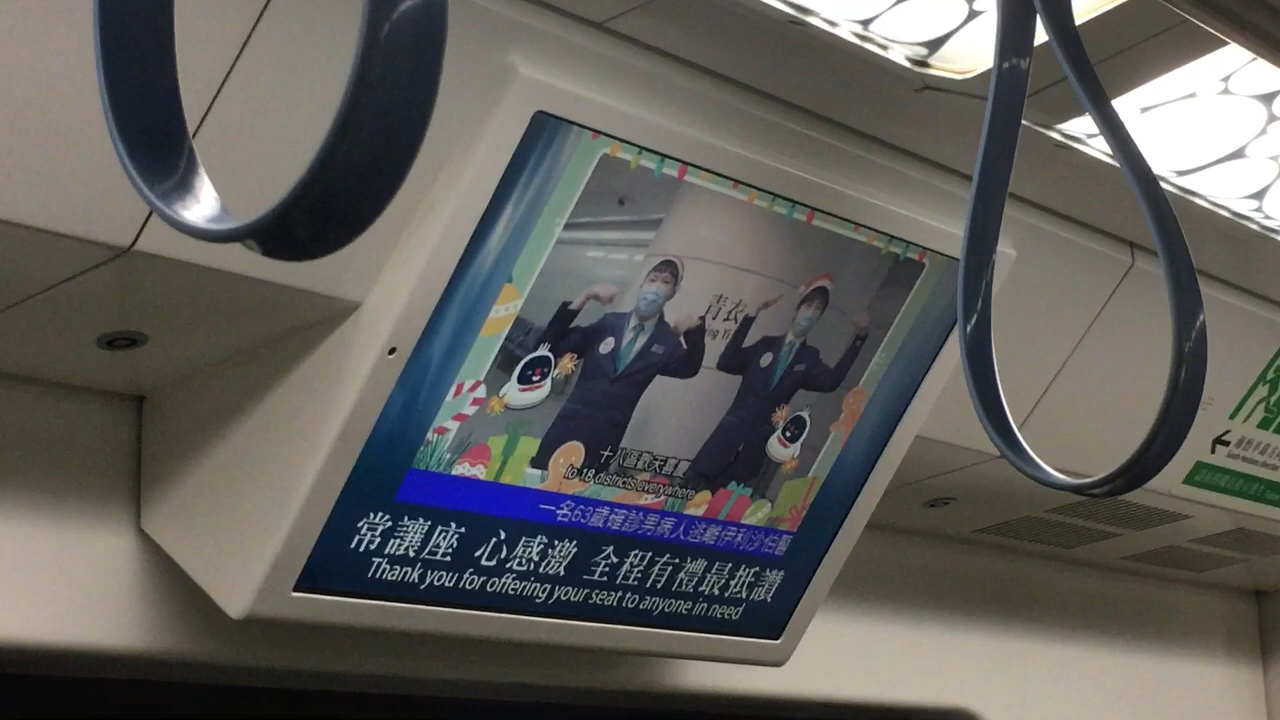 青衣
十八區歡天喜慶
to 18 districts everywhere
一名63歲確診男病人逃離伊利沙伯醫
常讓座 心感激 全程有禮最抵讚
Thank you for offering your seat to anyone in need